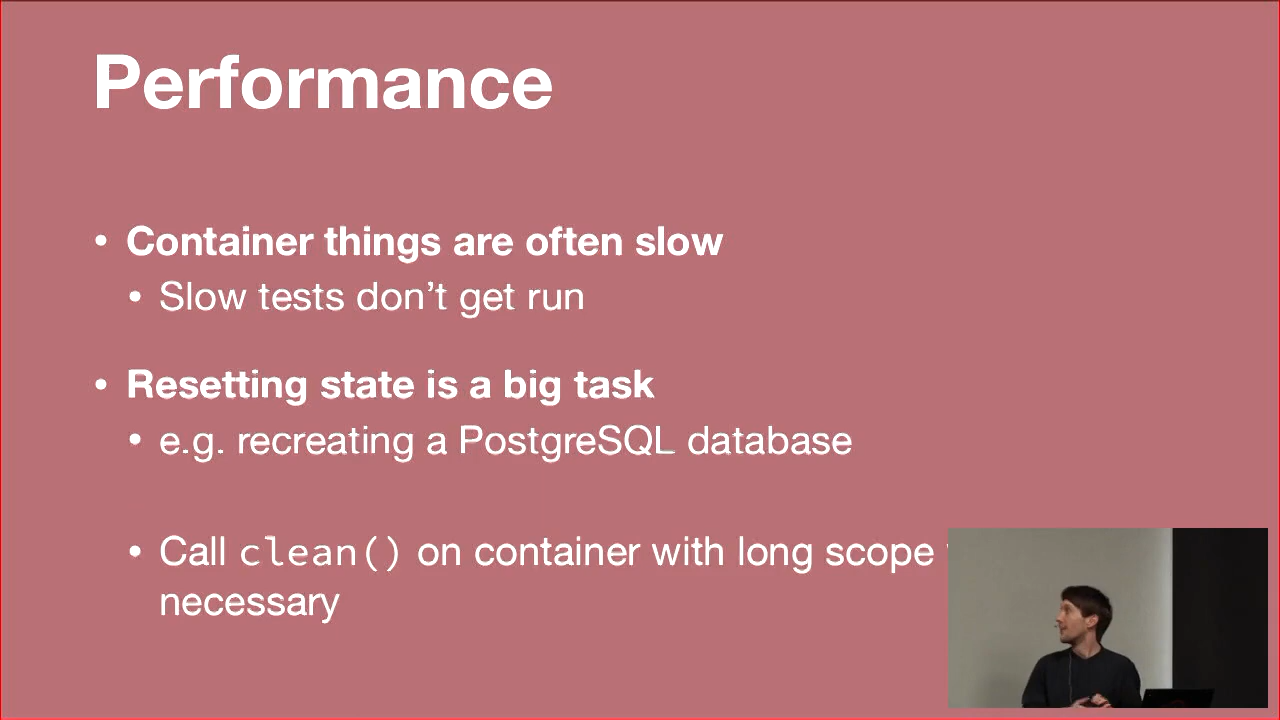 Performance
• Container things are often slow
• Slow tests don't get run
• Resetting state is a big task
• e.g. recreating a PostgreSQL database
• Call clean() on container with long scope
necessary